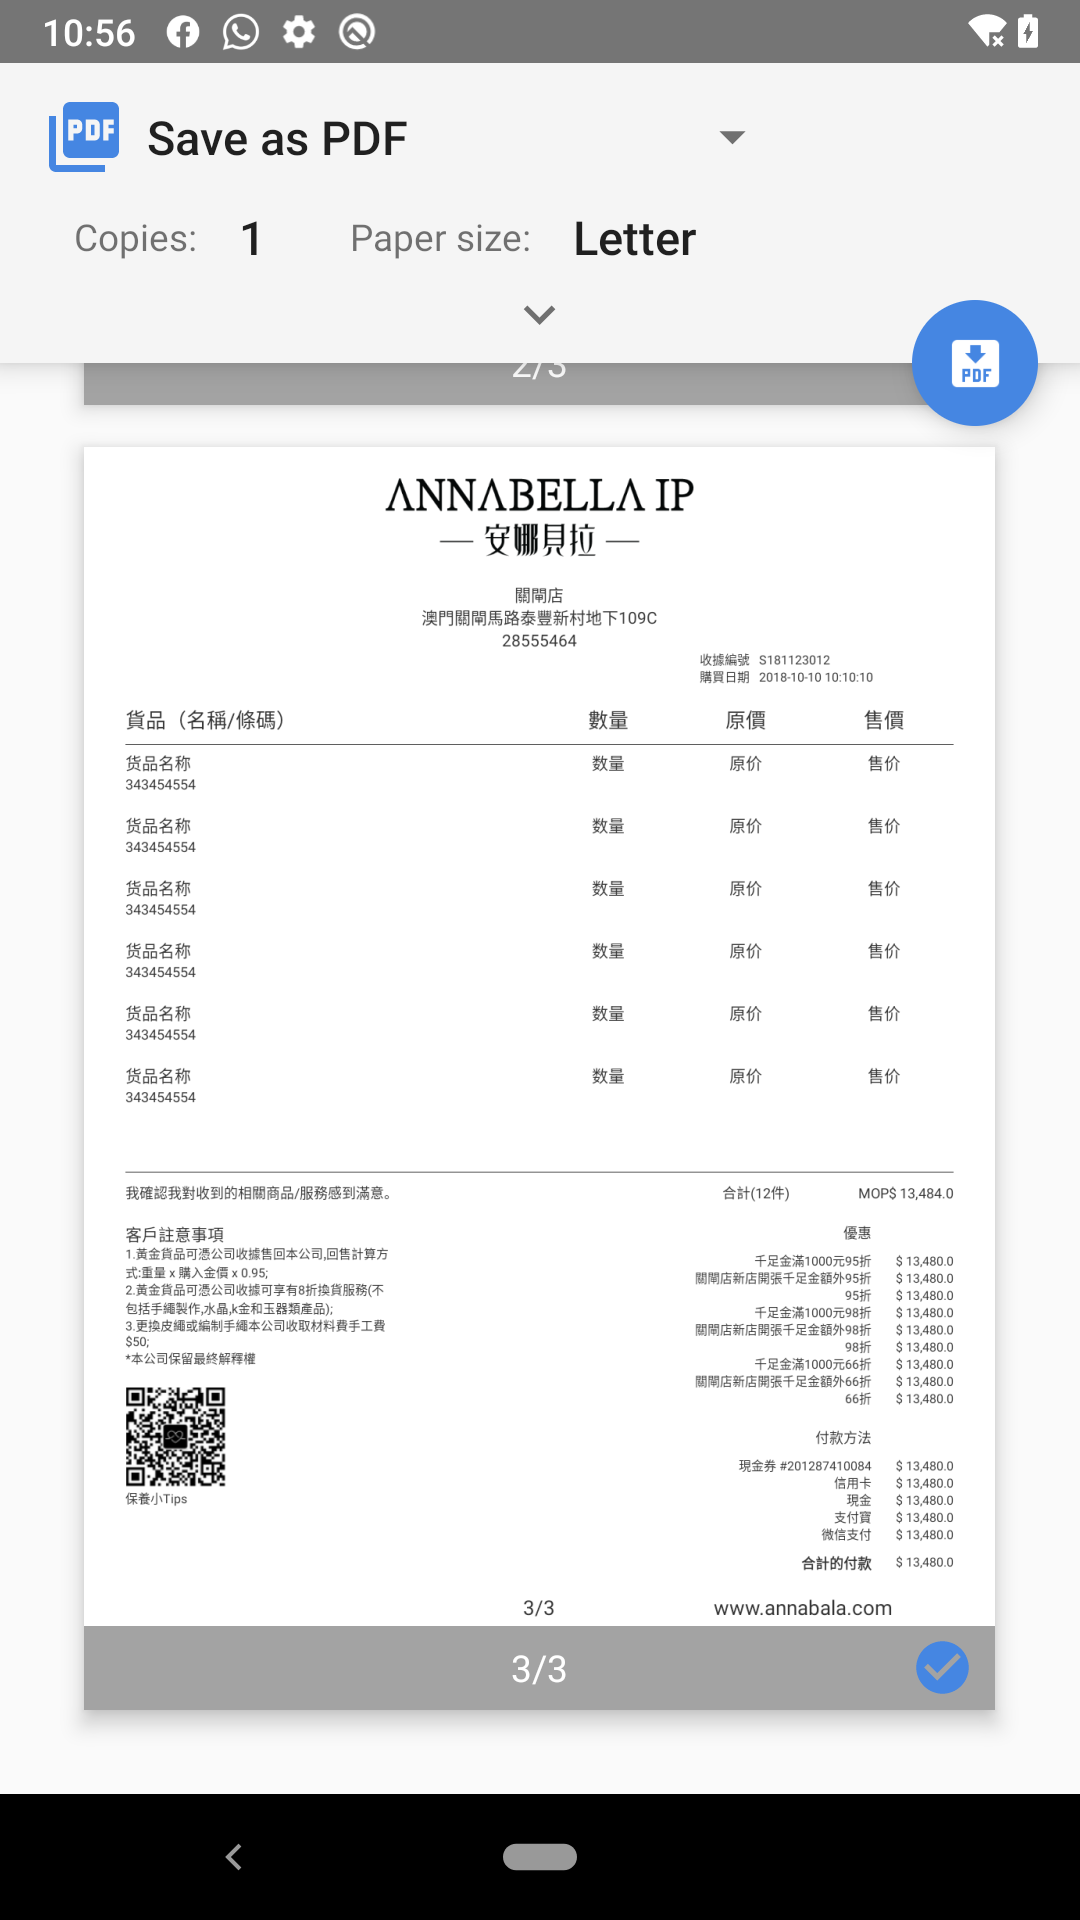 10:56
PDF
Save as PDF
Copies: 1 Paper size: Letter
PDF
2/3
ANNABELLA IP
安娜貝拉
關閘店
澳門關閘馬路泰豐新村地下109C
28555464
收據編號 S181123012
購買日期 2018-10-10 10:10:10
貨品（名稱/條碼） 數量 原價 售價
货品名称 数量 原价 售价
343454554
货品名称 数量 原价 售价
343454554
货品名称 数量 原价 售价
343454554
货品名称 数量 原价 售价
343454554
货品名称 数量 原价 售价
343454554
货品名称 数量 原价 售价
343454554
我確認我對收到的相關商品/服務感到滿意。
合計(12件) MOP$ 13,484.0
客戶註意事項
1.黃金貨品可憑公司收據售回本公司,回售計算方
式:重量 x 購入金價 x 0.95;
2.黃金貨品可憑公司收據可享有8折換貨服務(不
包括手繩製作,水晶,k金和玉器類產品);
3.更換皮繩或編制手繩本公司收取材料費手工費
$50;
*本公司保留最終解釋權
保養小Tips
優惠
千足金滿1000元95折 $ 13,480.0
關閘店新店開張千足金額外95折 $ 13,480.0
95折 $ 13,480.0
千足金滿1000元98折 $ 13,480.0
關閘店新店開張千足金額外98折 $ 13,480.0
98折 $ 13,480.0
千足金滿1000元66折 $ 13,480.0
關閘店新店開張千足金額外66折 $ 13,480.0
66折 $ 13,480.0
付款方法
現金券 #201287410084 $ 13,480.0
信用卡 $ 13,480.0
現金 $ 13,480.0
支付寶 $ 13,480.0
微信支付 $ 13,480.0
合計的付款 $ 13,480.0
3/3 www.annabala.com
3/3